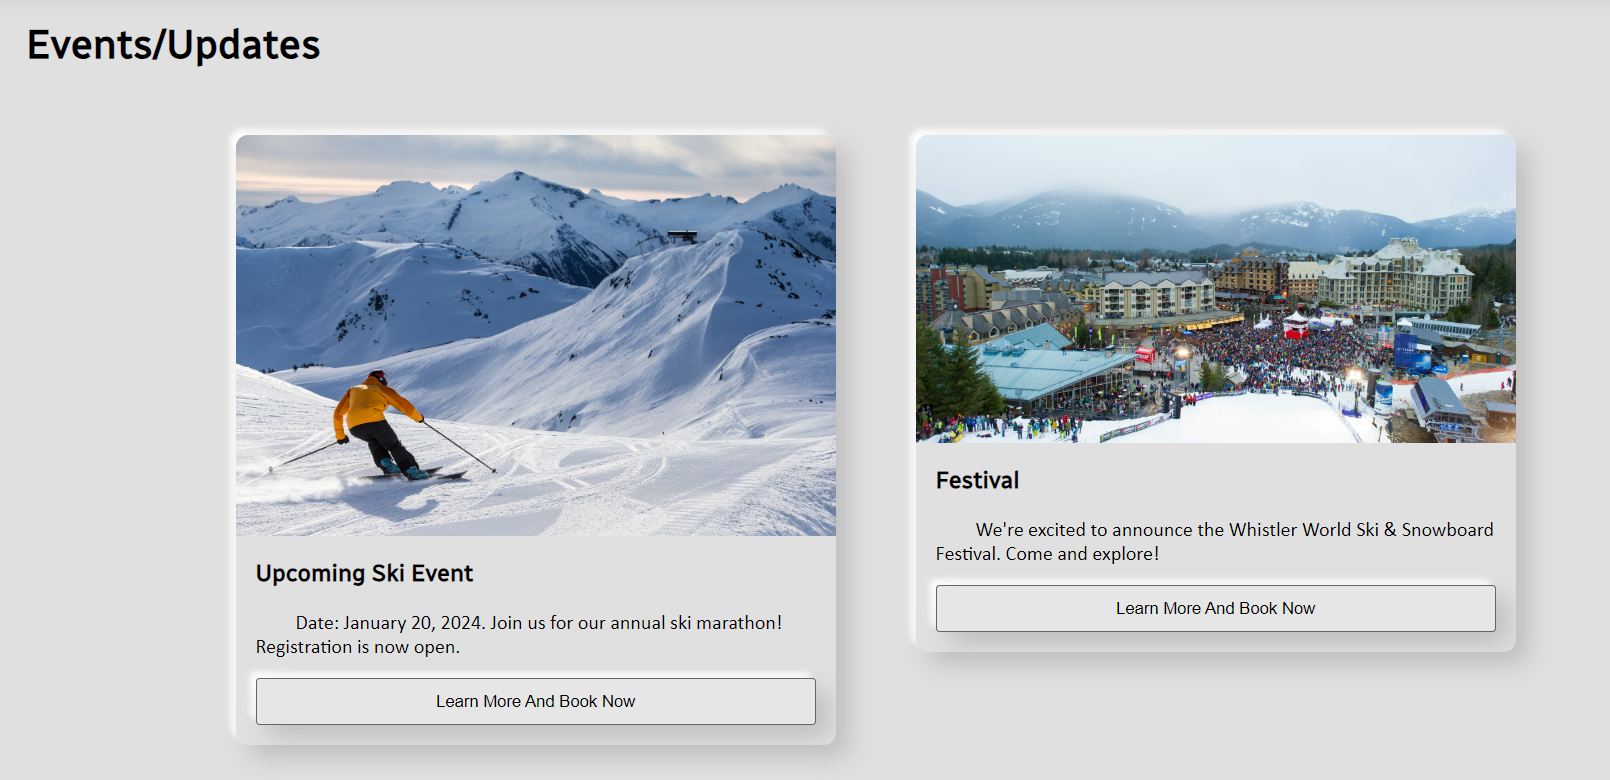 Events/Updates
Upcoming Ski Event
Date: January 20, 2024. Join us for our annual ski marathon!
Registration is now open.
Learn More And Book Now
Festival
We're excited to announce the Whistler World Ski & Snowboard
Festival. Come and explore!
Learn More And Book Now